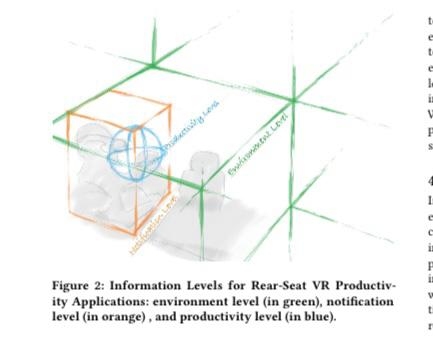 Productivity Level
Environment Level
Notification Level
Figure 2: Information Levels for Rear-Seat VR Productiv-
ity Applications: environment level (in green), notification
level (in orange) , and productivity level (in blue).